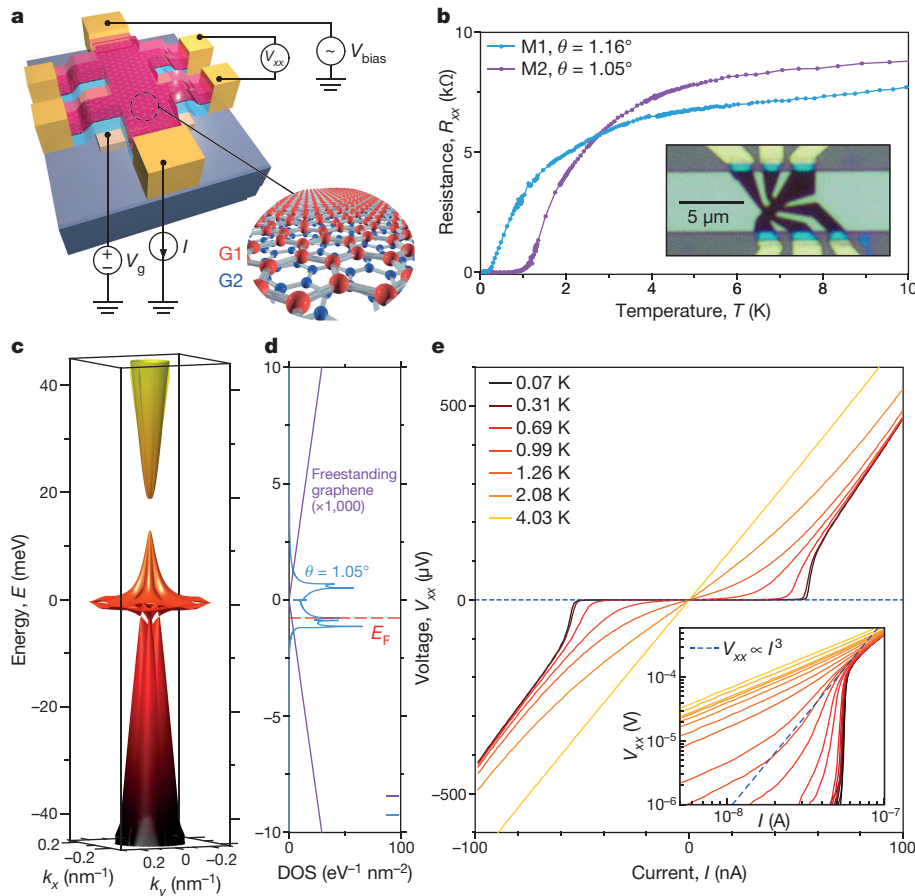 a
V_xx
~
V_bias
V_g
I
G1
G2
b
M1, θ = 1.16°
M2, θ = 1.05°
Resistance, R_xx (kΩ)
10
5
0
5 μm
0
2
4
6
8
10
Temperature, T (K)
c
Energy, E (meV)
40
20
0
−20
−40
0.2
0
−0.2
k_x (nm⁻¹)
0.2
0
−0.2
k_y (nm⁻¹)
d
10
5
0
−5
−10
Freestanding
graphene
(×1,000)
θ = 1.05°
E_F
0
100
DOS (eV⁻¹ nm⁻²)
e
0.07 K
0.31 K
0.69 K
0.99 K
1.26 K
2.08 K
4.03 K
Voltage, V_xx (μV)
500
0
−500
−100
0
100
Current, I (nA)
V_xx ∝ I³
V_xx (V)
10⁻⁴
10⁻⁵
10⁻⁶
10⁻⁸
10⁻⁷
I (A)